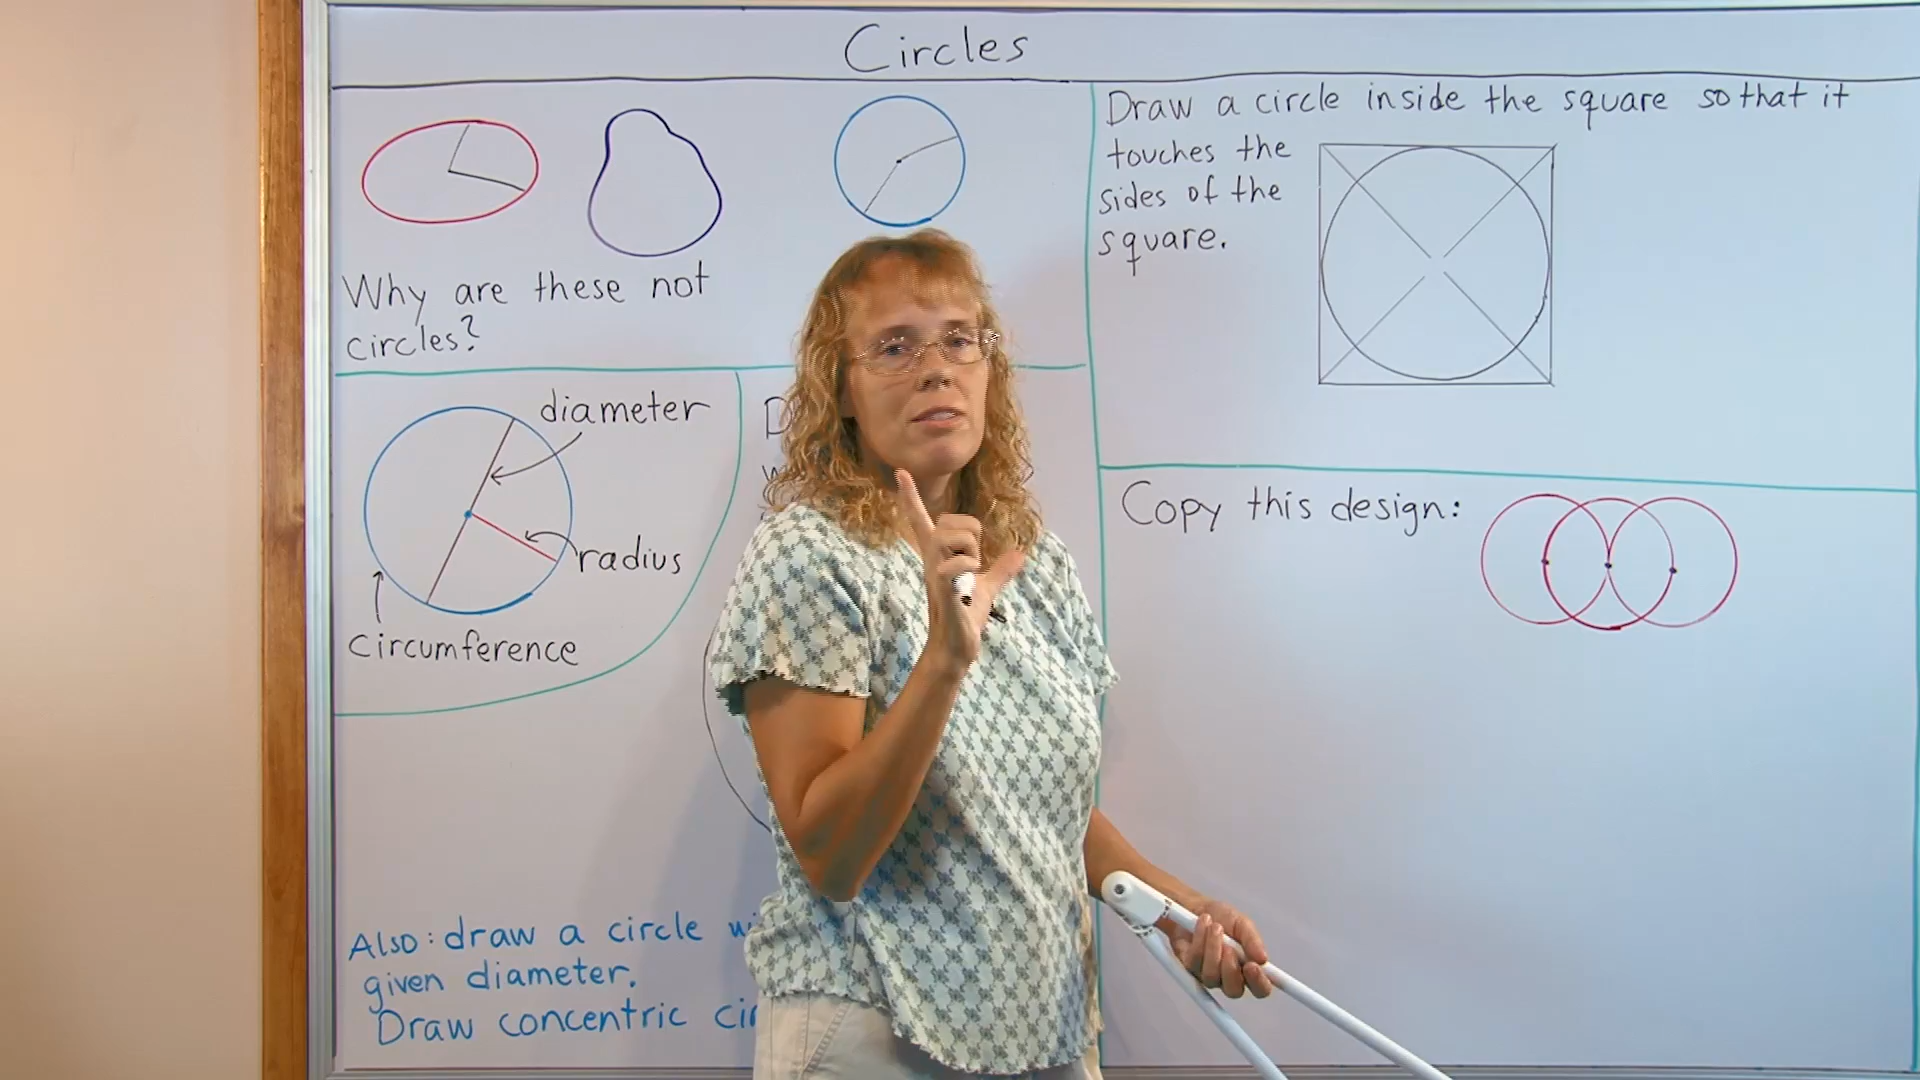 Circles
Why are these not
circles?
diameter
radius
circumference
Also: draw a circle
given diameter.
Draw concentric
Draw a circle inside the square so that it
touches the
sides of the
square.
Copy this design: